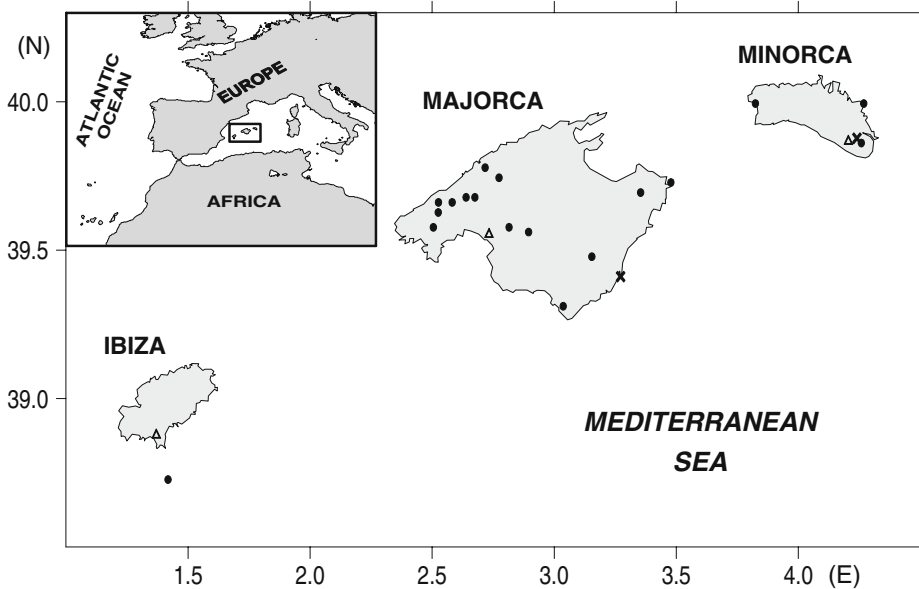 (N)
ATLANTIC
OCEAN
EUROPE
AFRICA
MINORCA
MAJORCA
40.0
39.5
IBIZA
39.0
MEDITERRANEAN
SEA
1.5
2.0
2.5
3.0
3.5
4.0
(E)